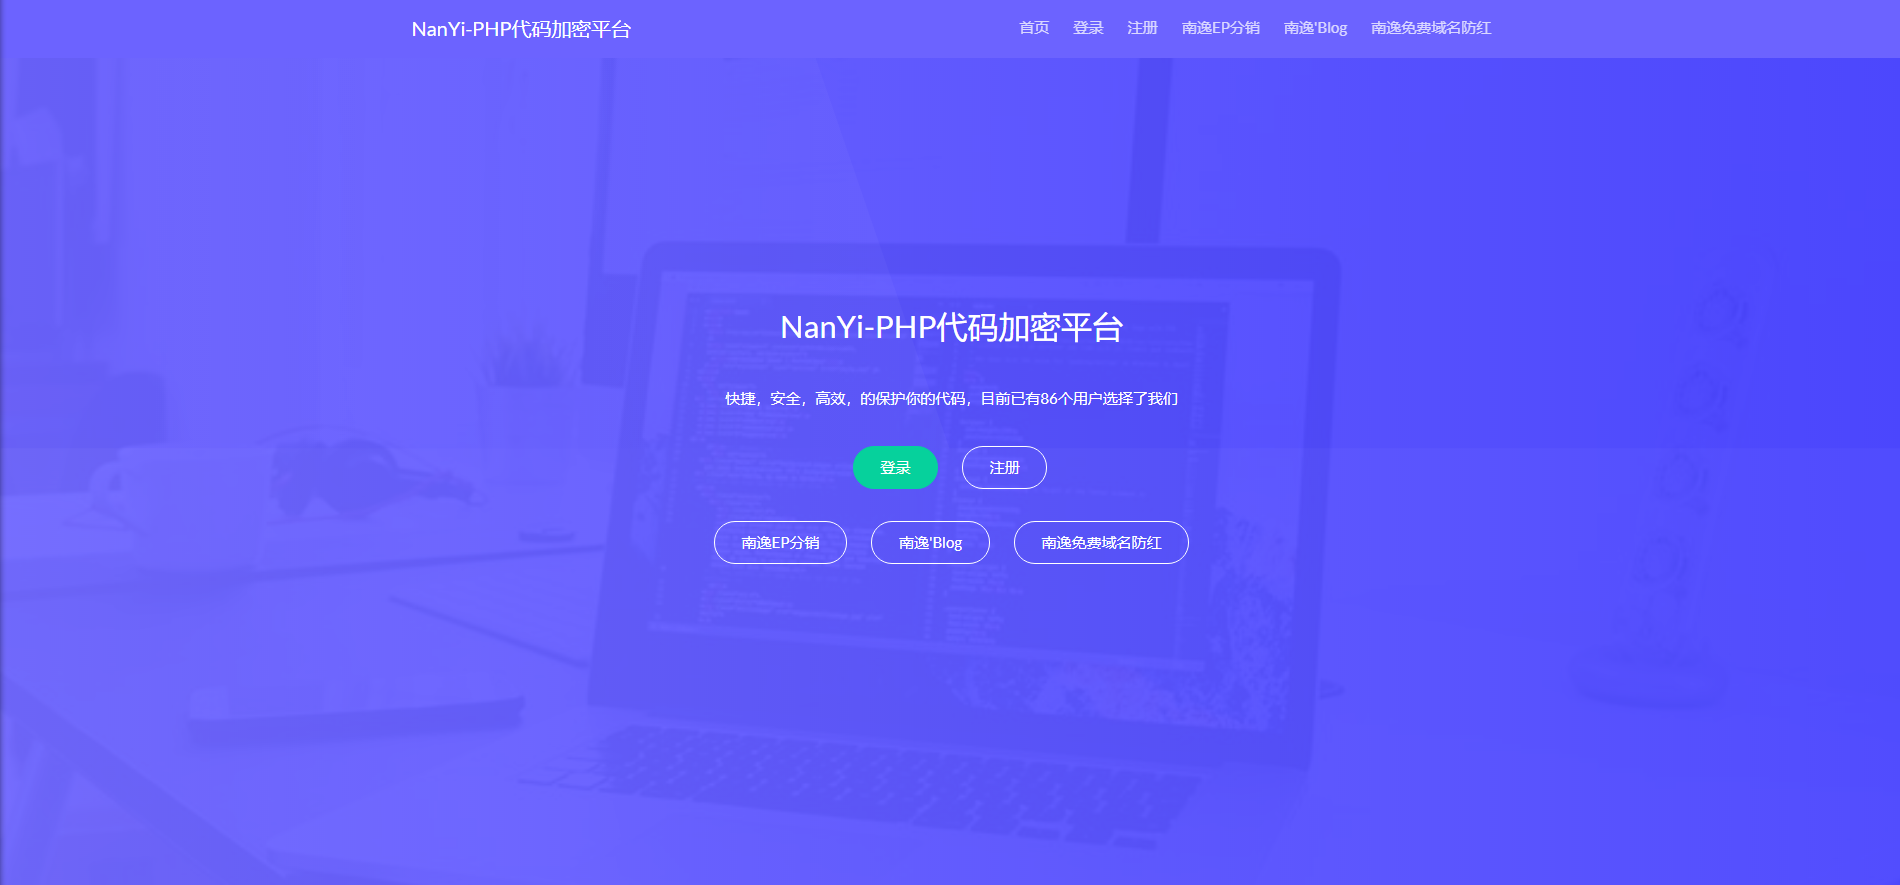 NanYi-PHP代码加密平台
首页 登录 注册 南逸EP分销 南逸'Blog 南逸免费域名防红
NanYi-PHP代码加密平台
快捷，安全，高效，的保护你的代码，目前已有86个用户选择了我们
登录 注册
南逸EP分销 南逸'Blog 南逸免费域名防红